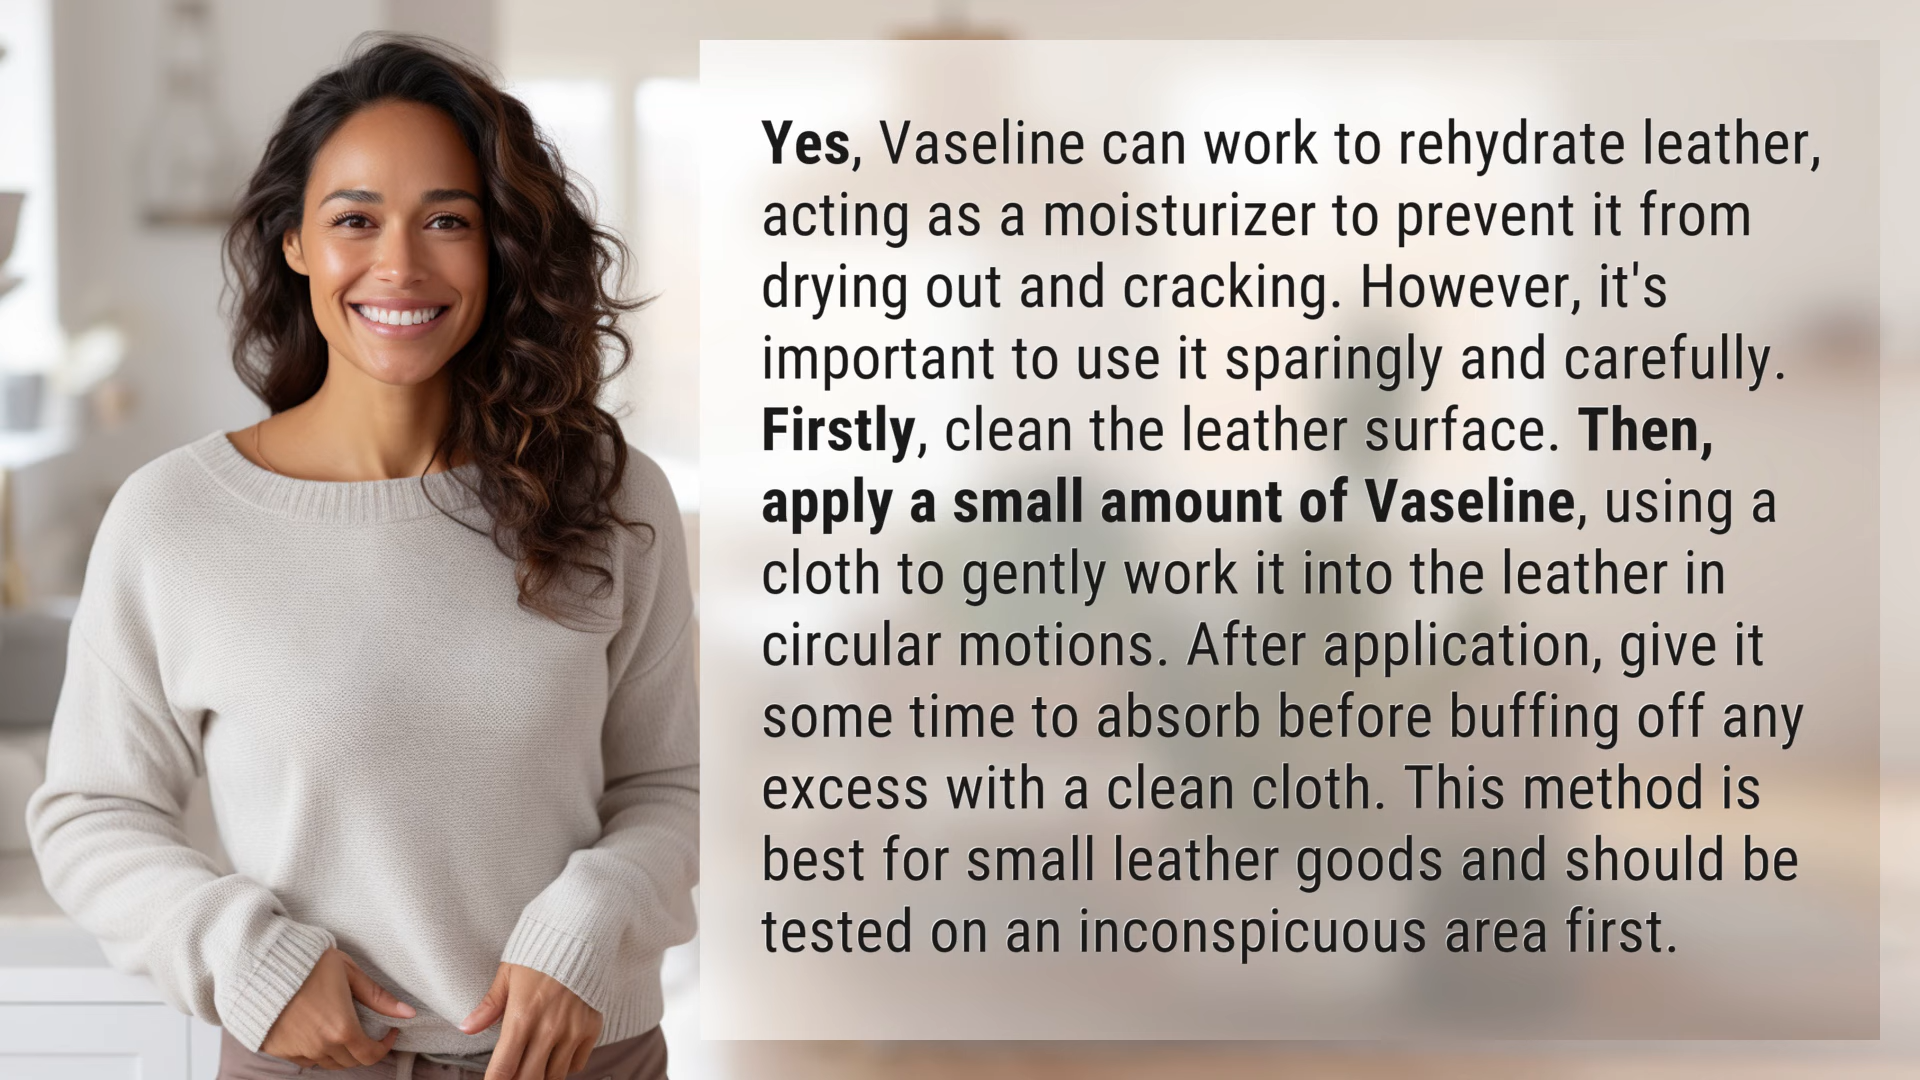 Yes, Vaseline can work to rehydrate leather,
acting as a moisturizer to prevent it from
drying out and cracking. However, it's
important to use it sparingly and carefully.
Firstly, clean the leather surface. Then,
apply a small amount of Vaseline, using a
cloth to gently work it into the leather in
circular motions. After application, give it
some time to absorb before buffing off any
excess with a clean cloth. This method is
best for small leather goods and should be
tested on an inconspicuous area first.